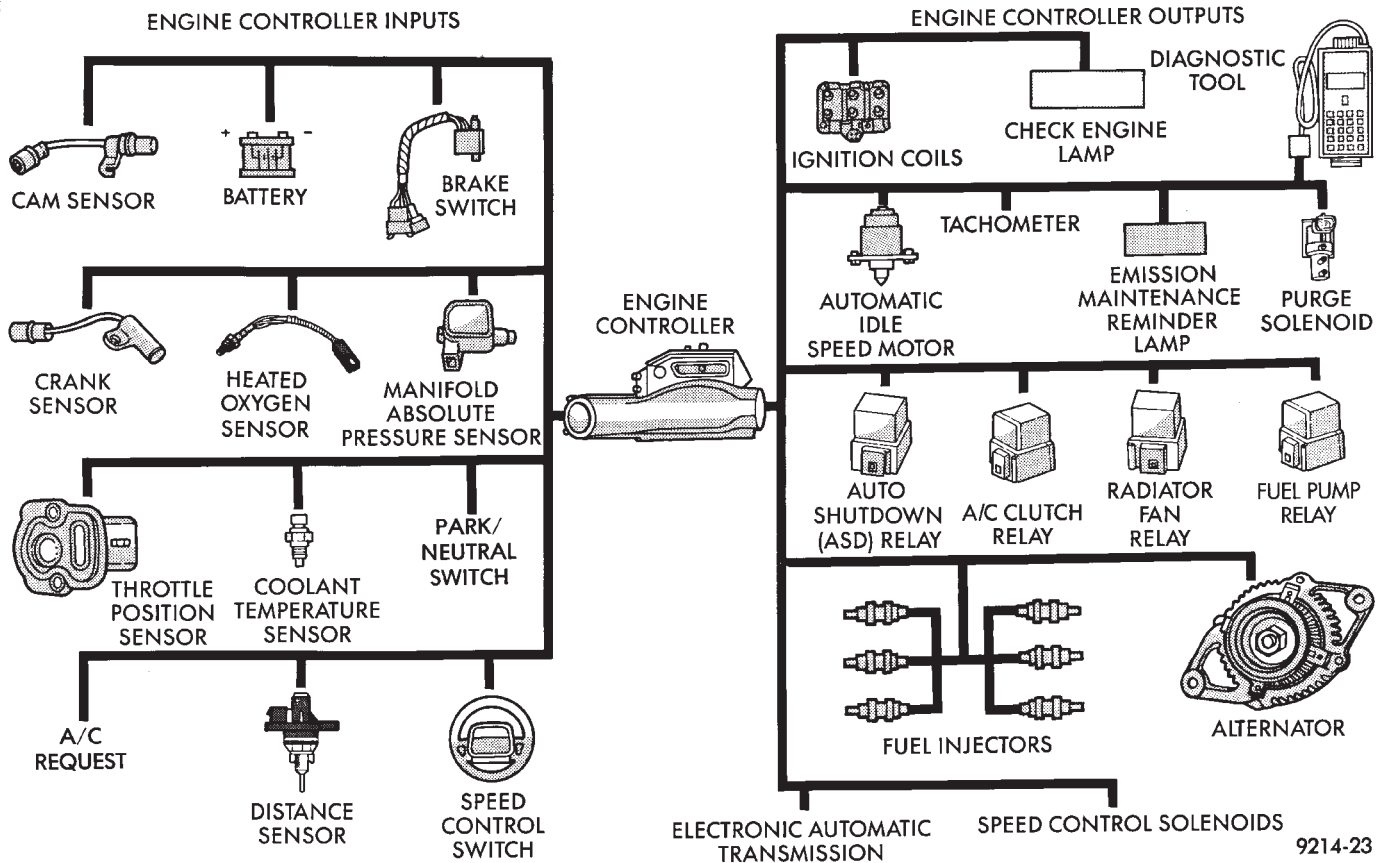 ENGINE CONTROLLER INPUTS
CAM SENSOR
+ −
BATTERY
BRAKE
SWITCH
CRANK
SENSOR
HEATED
OXYGEN
SENSOR
MANIFOLD
ABSOLUTE
PRESSURE SENSOR
THROTTLE
POSITION
SENSOR
COOLANT
TEMPERATURE
SENSOR
PARK/
NEUTRAL
SWITCH
A/C
REQUEST
DISTANCE
SENSOR
SPEED
CONTROL
SWITCH
ENGINE
CONTROLLER
ENGINE CONTROLLER OUTPUTS
IGNITION COILS
CHECK ENGINE
LAMP
DIAGNOSTIC
TOOL
AUTOMATIC
IDLE
SPEED MOTOR
TACHOMETER
EMISSION
MAINTENANCE
REMINDER
LAMP
PURGE
SOLENOID
AUTO
SHUTDOWN
(ASD) RELAY
A/C CLUTCH
RELAY
RADIATOR
FAN
RELAY
FUEL PUMP
RELAY
FUEL INJECTORS
ALTERNATOR
ELECTRONIC AUTOMATIC
TRANSMISSION
SPEED CONTROL SOLENOIDS
9214-23